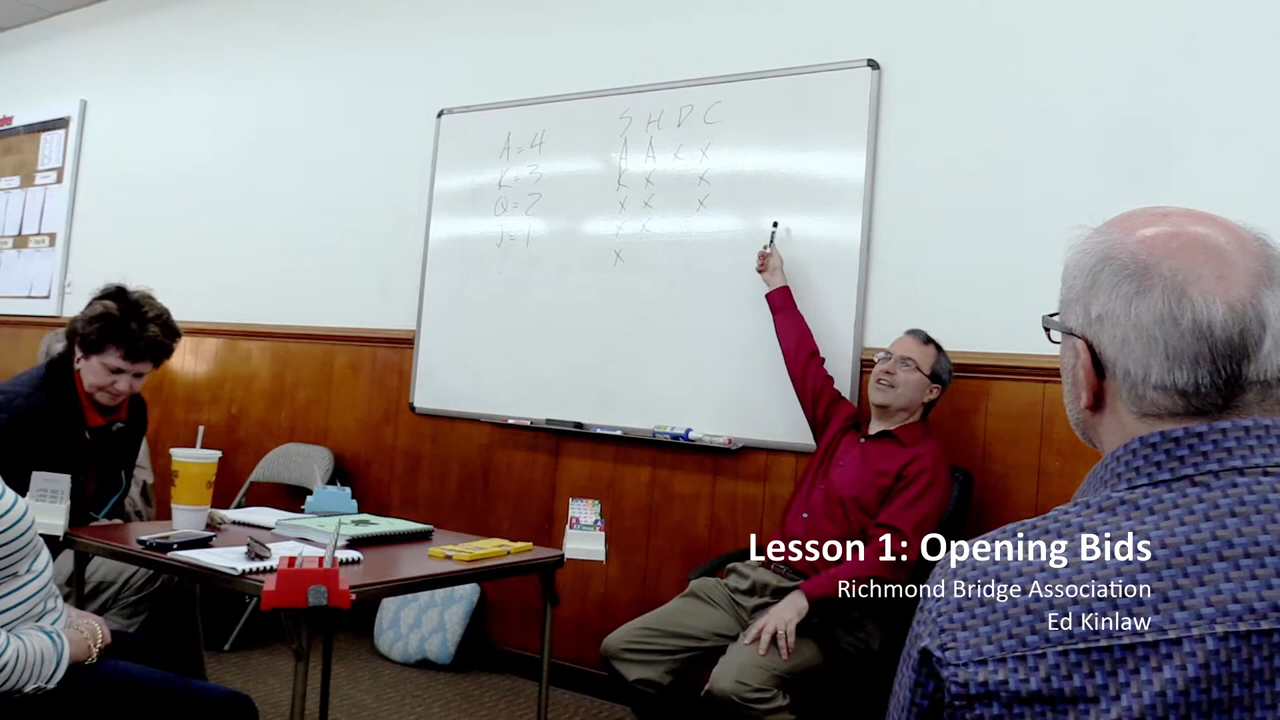 S H D C
A=4
A A K X
K=3
K X X
Q=2
X X X
J=1
X X
X
Lesson 1: Opening Bids
Richmond Bridge Association
Ed Kinlaw